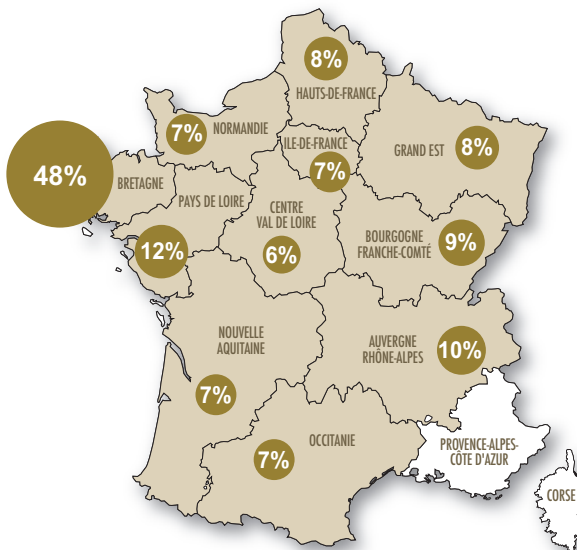 8%
HAUTS-DE-FRANCE
7%
NORMANDIE
ILE-DE-FRANCE
7%
GRAND EST
8%
48%
BRETAGNE
PAYS DE LOIRE
12%
CENTRE
VAL DE LOIRE
6%
BOURGOGNE
FRANCHE-COMTÉ
9%
NOUVELLE
AQUITAINE
7%
AUVERGNE
RHÔNE-ALPES
10%
OCCITANIE
7%
PROVENCE-ALPES-
CÔTE D'AZUR
CORSE